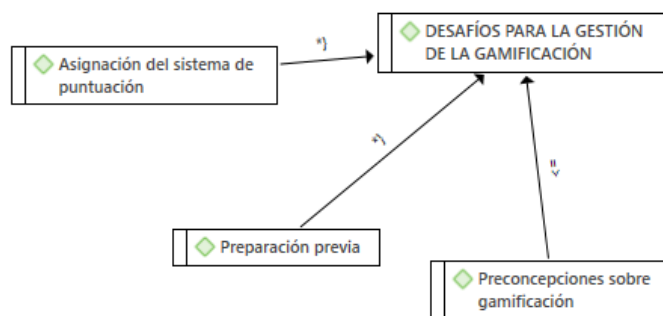 DESAFÍOS PARA LA GESTIÓN
DE LA GAMIFICACIÓN
*}
Asignación del sistema de
puntuación
*}
<=
Preparación previa
Preconcepciones sobre
gamificación